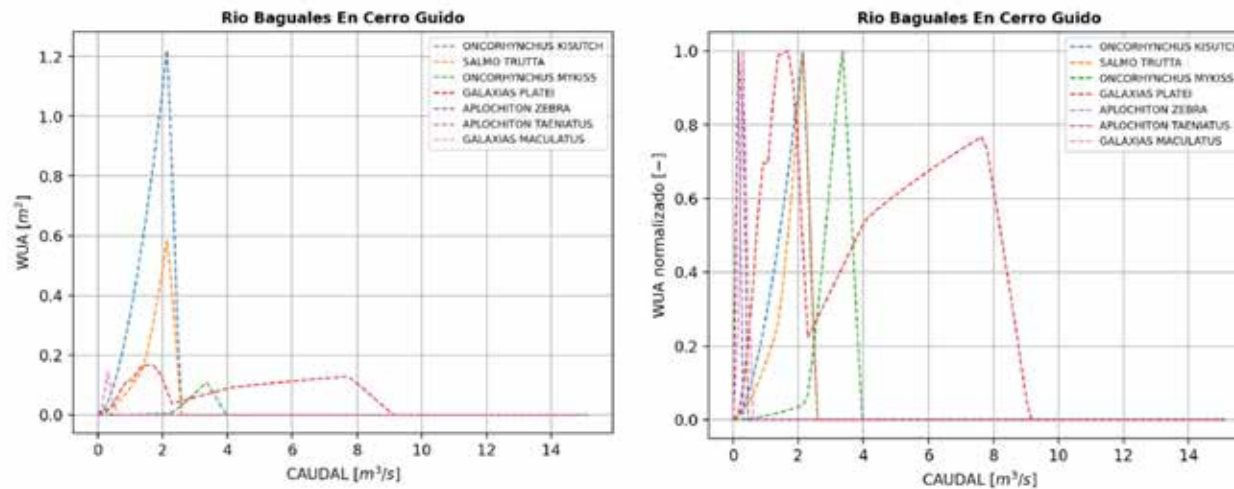 Rio Baguales En Cerro Guido
WUA [m²]
1.2
1.0
0.8
0.6
0.4
0.2
0.0
ONCORHYNCHUS KISUTCH
SALMO TRUTTA
ONCORHYNCHUS MYKISS
GALAXIAS PLATEI
APLOCHITON ZEBRA
APLOCHITON TAENIATUS
GALAXIAS MACULATUS
0 2 4 6 8 10 12 14
CAUDAL [m³/s]
Rio Baguales En Cerro Guido
WUA normalizado [−]
1.0
0.8
0.6
0.4
0.2
0.0
ONCORHYNCHUS KISUTCH
SALMO TRUTTA
ONCORHYNCHUS MYKISS
GALAXIAS PLATEI
APLOCHITON ZEBRA
APLOCHITON TAENIATUS
GALAXIAS MACULATUS
0 2 4 6 8 10 12 14
CAUDAL [m³/s]